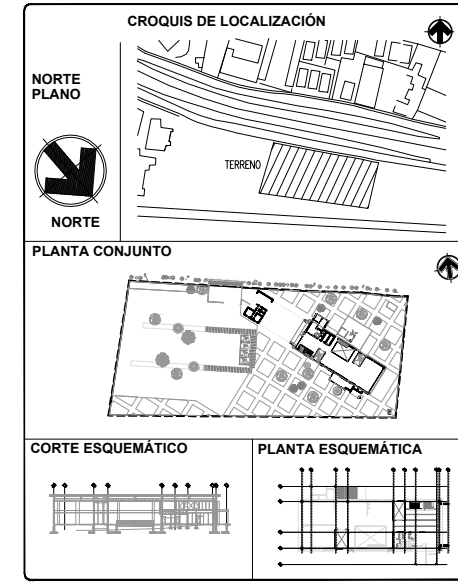 CROQUIS DE LOCALIZACIÓN
NORTE
PLANO
TERRENO
NORTE
PLANTA CONJUNTO
CORTE ESQUEMÁTICO
PLANTA ESQUEMÁTICA